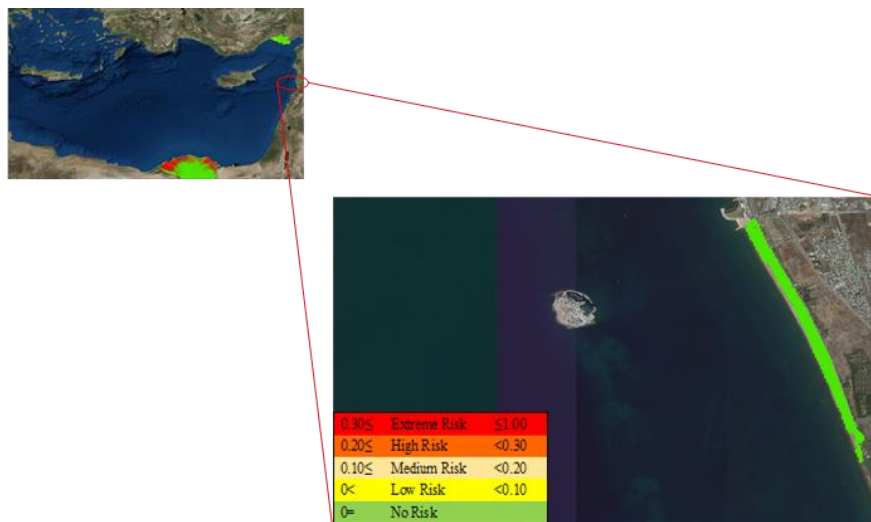 0.30≤ Extreme Risk ≤1.00
0.20≤ High Risk <0.30
0.10≤ Medium Risk <0.20
0< Low Risk <0.10
0= No Risk